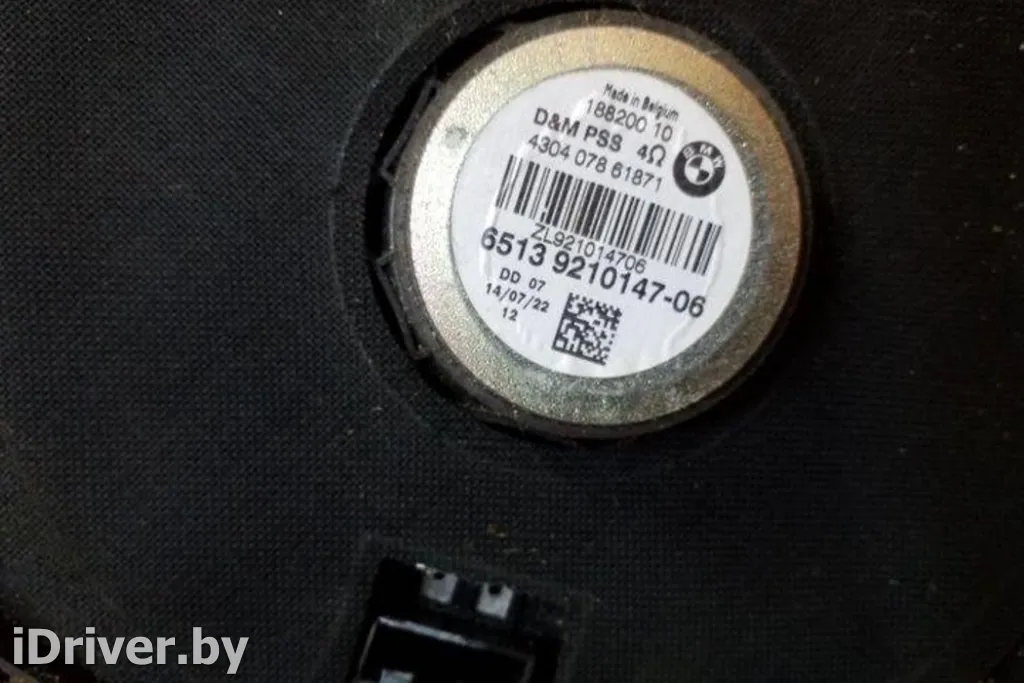 Made in Belgium
188200 10
D&M PSS 4Ω
4304 078 61871
BMW
ZL921014706
6513 9210147-06
DD 07
14/07/22
12
iDriver.by